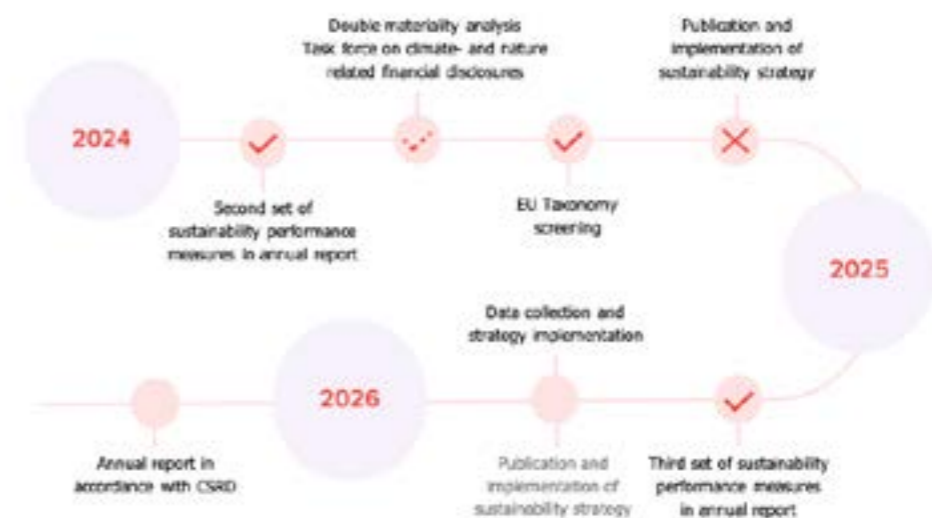 Double materiality analysis
Task force on climate- and nature
related financial disclosures
Publication and
implementation of
sustainability strategy
2024
Second set of
sustainability performance
measures in annual report
EU Taxonomy
screening
2025
Data collection and
strategy implementation
2026
Annual report in
accordance with CSRD
Publication and
implementation of
sustainability strategy
Third set of sustainability
performance measures
in annual report